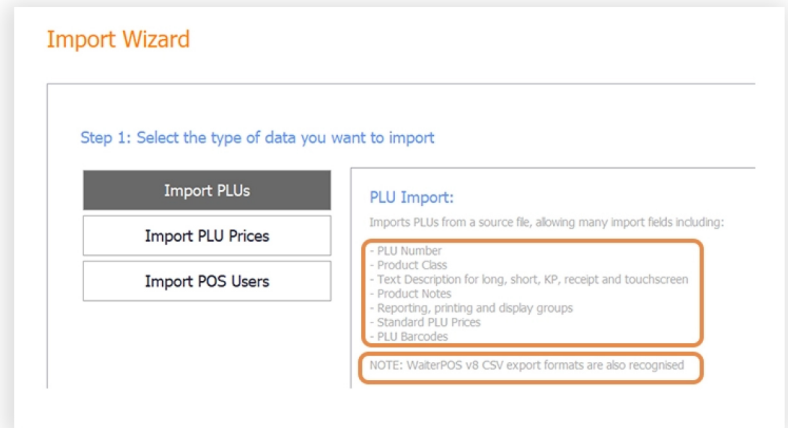 Import Wizard
Step 1: Select the type of data you want to import
Import PLUs
Import PLU Prices
Import POS Users
PLU Import:
Imports PLUs from a source file, allowing many import fields including:
- PLU Number
- Product Class
- Text Description for long, short, KP, receipt and touchscreen
- Product Notes
- Reporting, printing and display groups
- Standard PLU Prices
- PLU Barcodes
NOTE: WaiterPOS v8 CSV export formats are also recognised